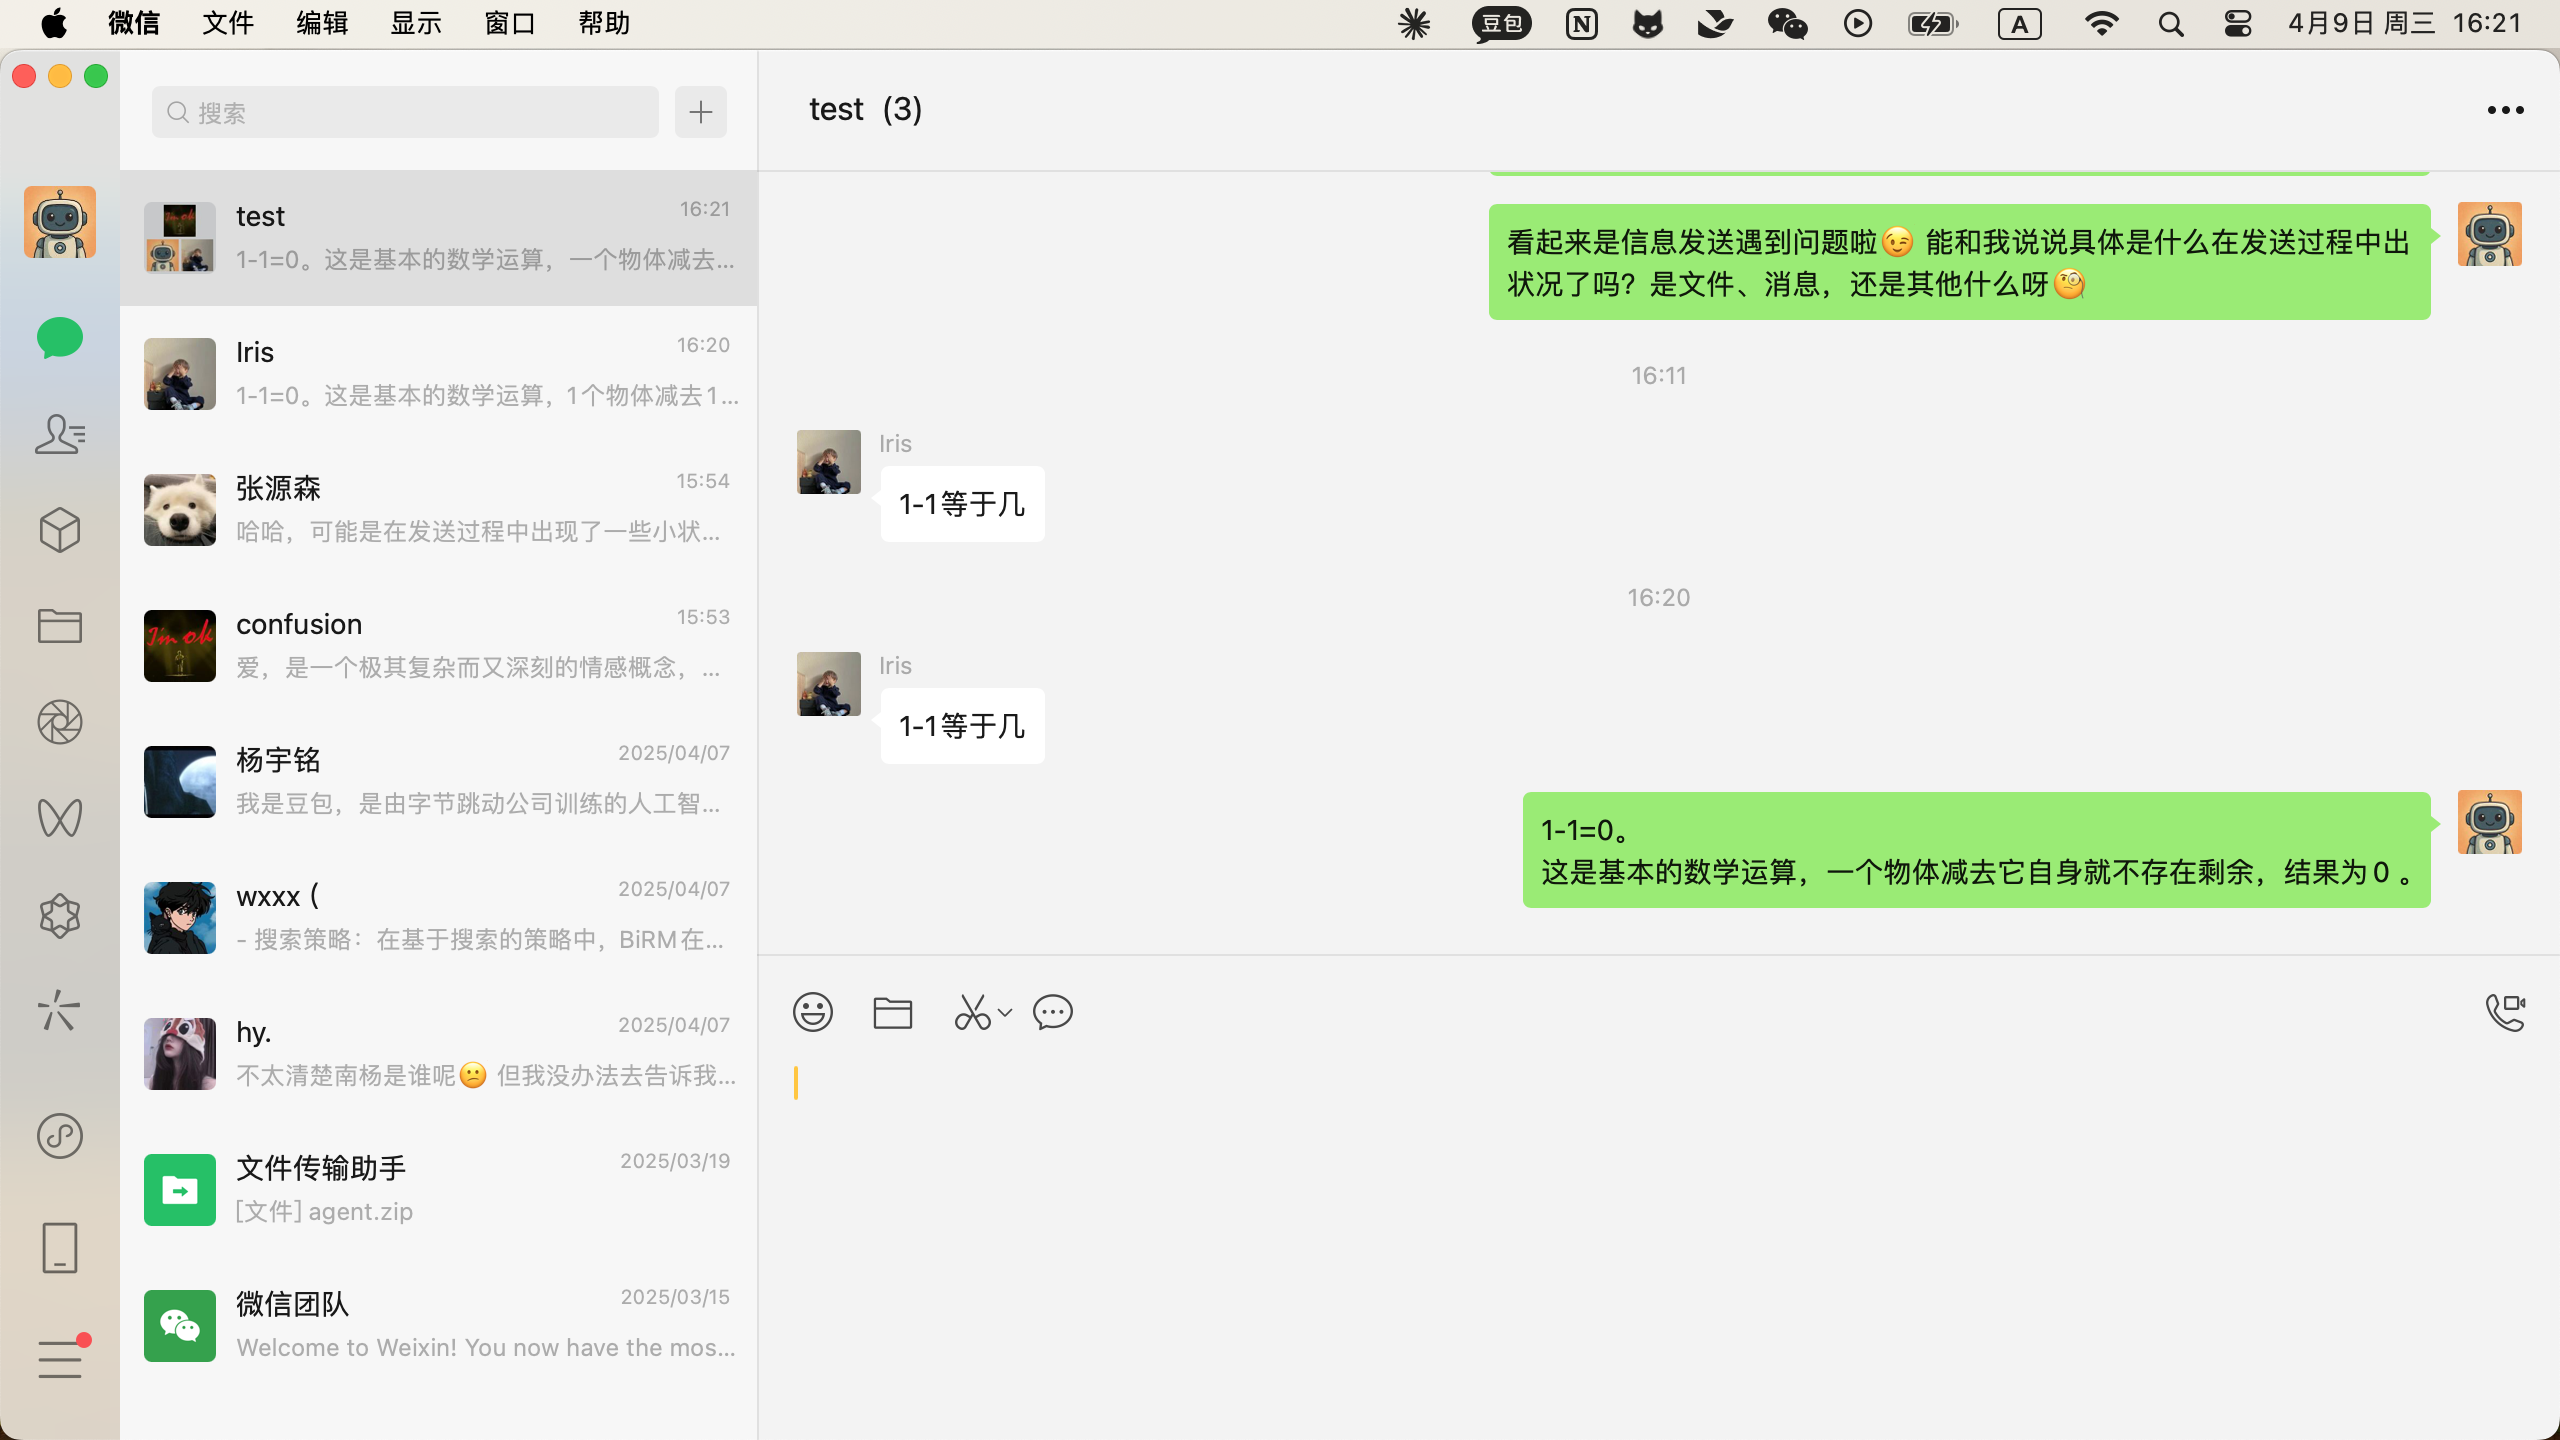 微信 文件 编辑 显示 窗口 帮助
豆包 N A 4月9日 周三 16:21
搜索
test
16:21
1-1=0。这是基本的数学运算，一个物体减去...
Iris
16:20
1-1=0。这是基本的数学运算，1个物体减去1...
张源森
15:54
哈哈，可能是在发送过程中出现了一些小状...
confusion
15:53
I'm ok
爱，是一个极其复杂而又深刻的情感概念，...
杨宇铭
2025/04/07
我是豆包，是由字节跳动公司训练的人工智...
wxxx (
2025/04/07
- 搜索策略：在基于搜索的策略中，BiRM在...
hy.
2025/04/07
不太清楚南杨是谁呢😕 但我没办法去告诉我...
文件传输助手
2025/03/19
[文件] agent.zip
微信团队
2025/03/15
Welcome to Weixin! You now have the mos...
test (3)
看起来是信息发送遇到问题啦😉 能和我说说具体是什么在发送过程中出
状况了吗？是文件、消息，还是其他什么呀🧐
16:11
Iris
1-1等于几
16:20
Iris
1-1等于几
1-1=0。
这是基本的数学运算，一个物体减去它自身就不存在剩余，结果为0 。